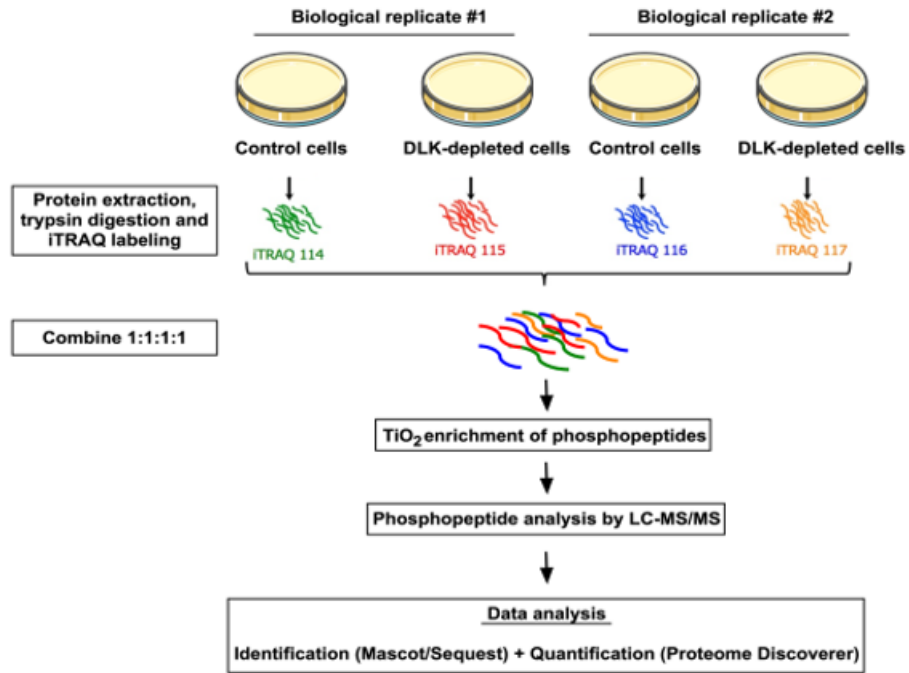 Biological replicate #1
Biological replicate #2
Control cells
DLK-depleted cells
Control cells
DLK-depleted cells
Protein extraction,
trypsin digestion and
iTRAQ labeling
iTRAQ 114
iTRAQ 115
iTRAQ 116
iTRAQ 117
Combine 1:1:1:1
TiO2 enrichment of phosphopeptides
Phosphopeptide analysis by LC-MS/MS
Data analysis
Identification (Mascot/Sequest) + Quantification (Proteome Discoverer)